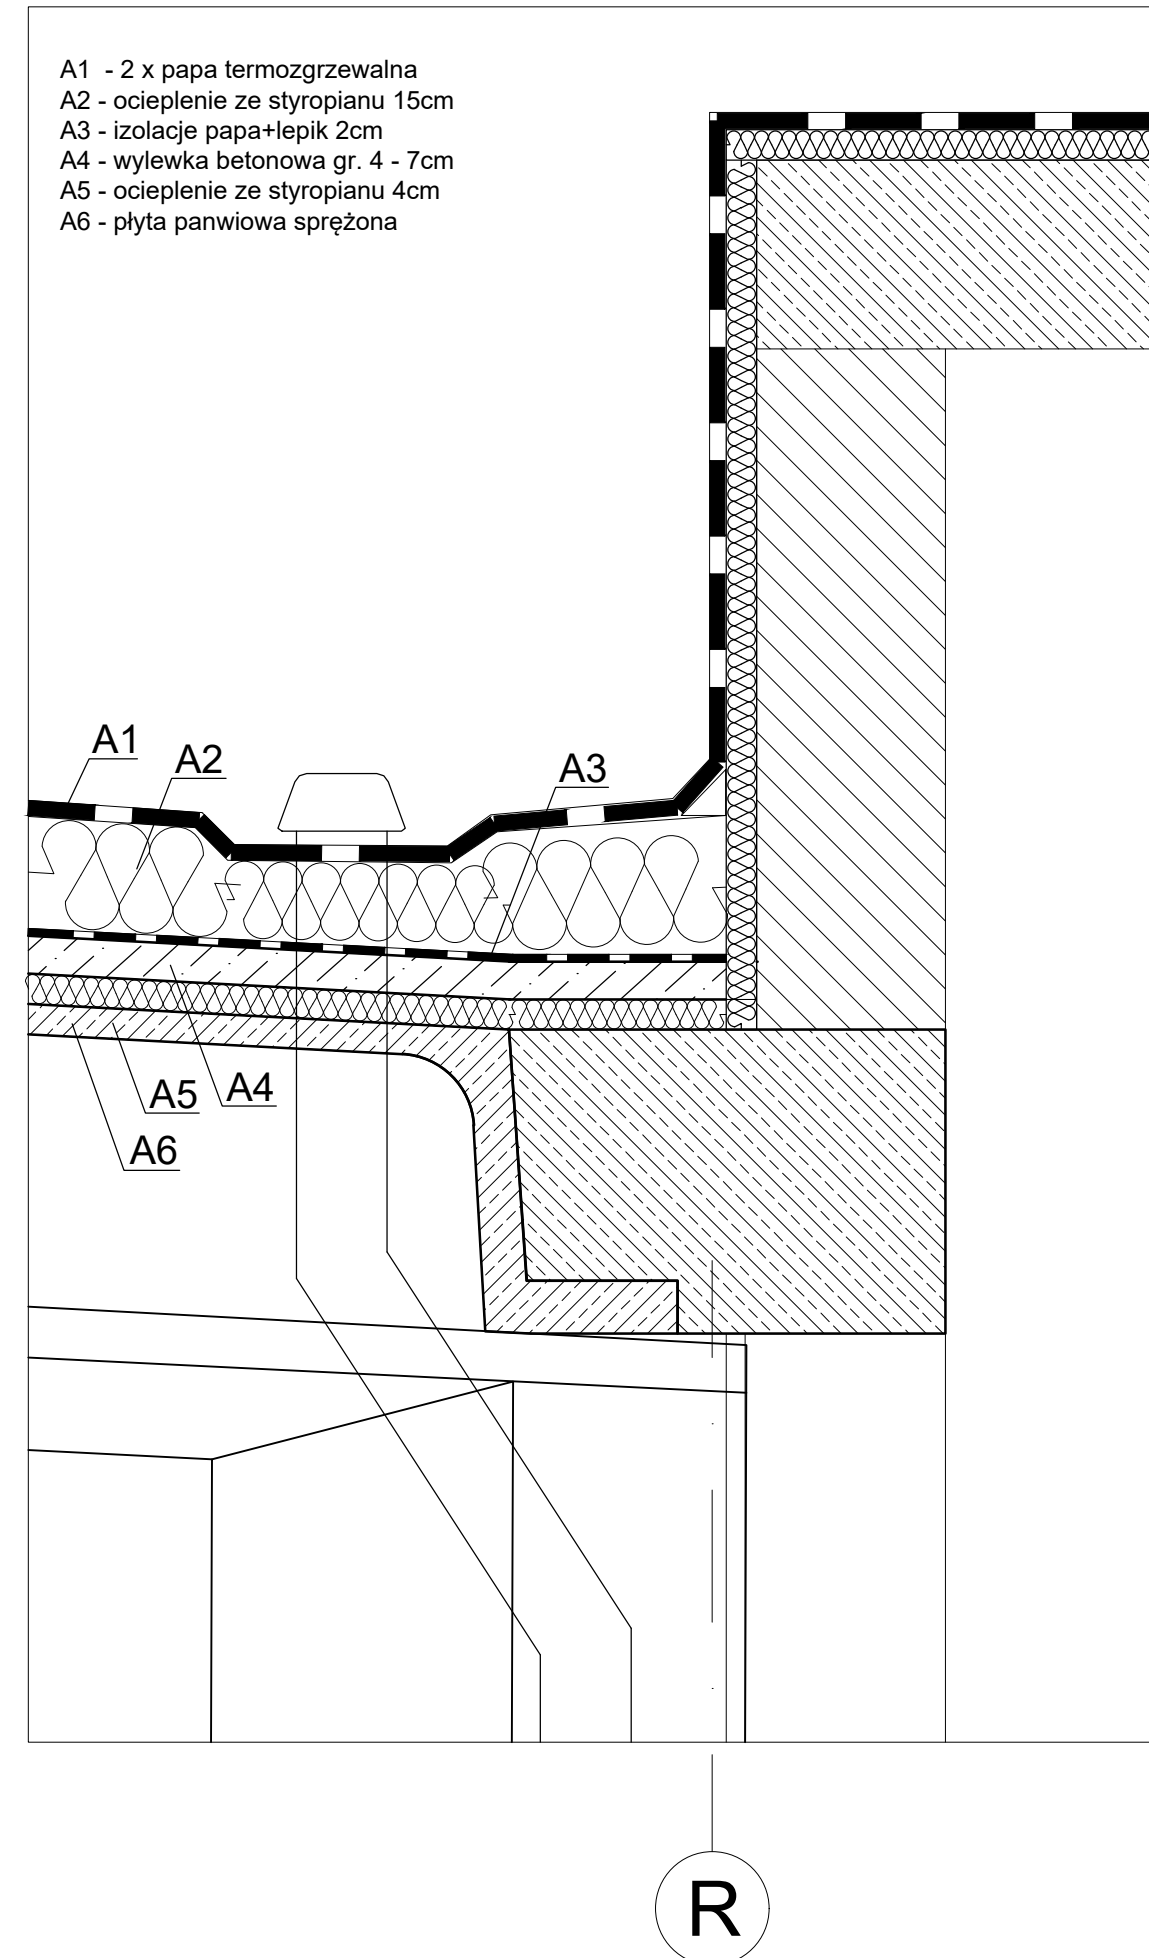 A1 - 2 x papa termozgrzewalna
A2 - ocieplenie ze styropianu 15cm
A3 - izolacje papa+lepik 2cm
A4 - wylewka betonowa gr. 4 - 7cm
A5 - ocieplenie ze styropianu 4cm
A6 - płyta panwiowa sprężona
A1
A2
A3
A4
A5
A6
R